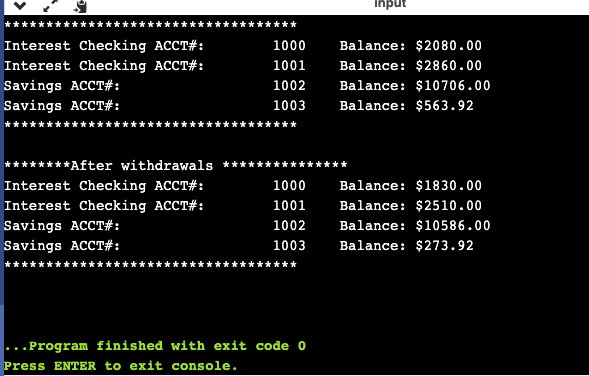 input
***********************************
Interest Checking ACCT#: 1000 Balance: $2080.00
Interest Checking ACCT#: 1001 Balance: $2860.00
Savings ACCT#: 1002 Balance: $10706.00
Savings ACCT#: 1003 Balance: $563.92
***********************************
********After withdrawals ***************
Interest Checking ACCT#: 1000 Balance: $1830.00
Interest Checking ACCT#: 1001 Balance: $2510.00
Savings ACCT#: 1002 Balance: $10586.00
Savings ACCT#: 1003 Balance: $273.92
***********************************
...Program finished with exit code 0
Press ENTER to exit console.